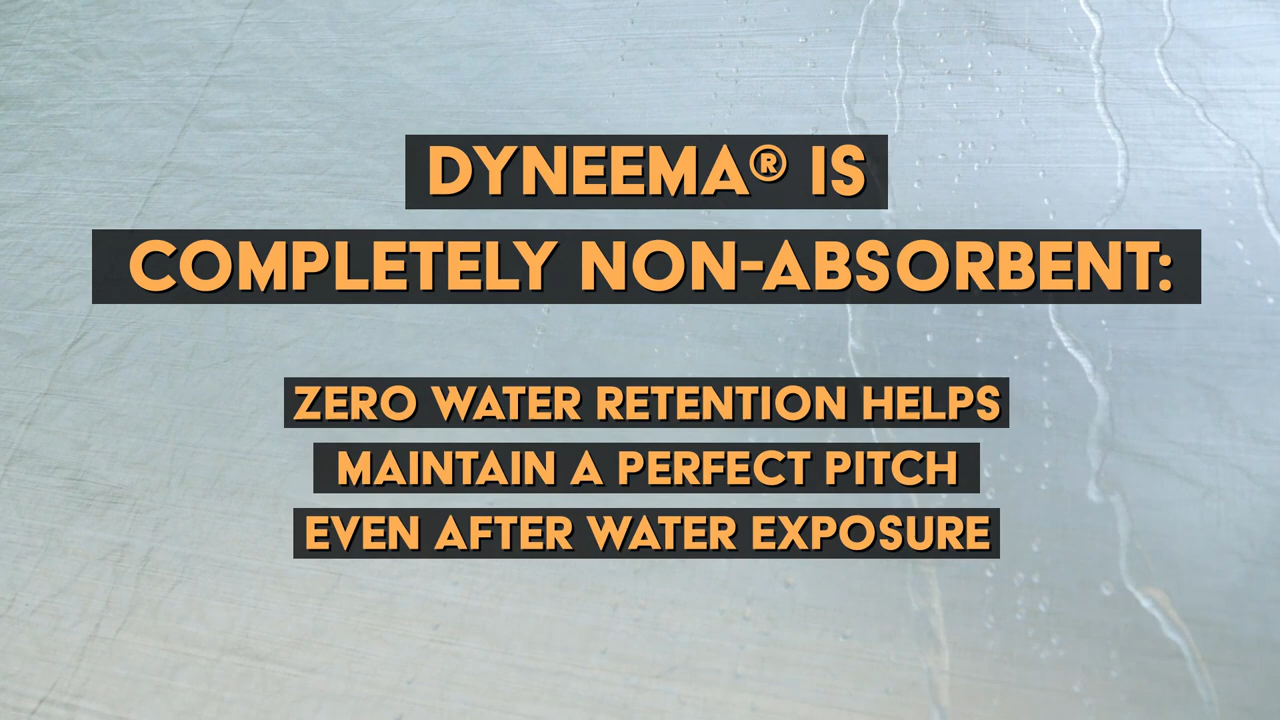 DYNEEMA® IS
COMPLETELY NON-ABSORBENT:
ZERO WATER RETENTION HELPS
MAINTAIN A PERFECT PITCH
EVEN AFTER WATER EXPOSURE